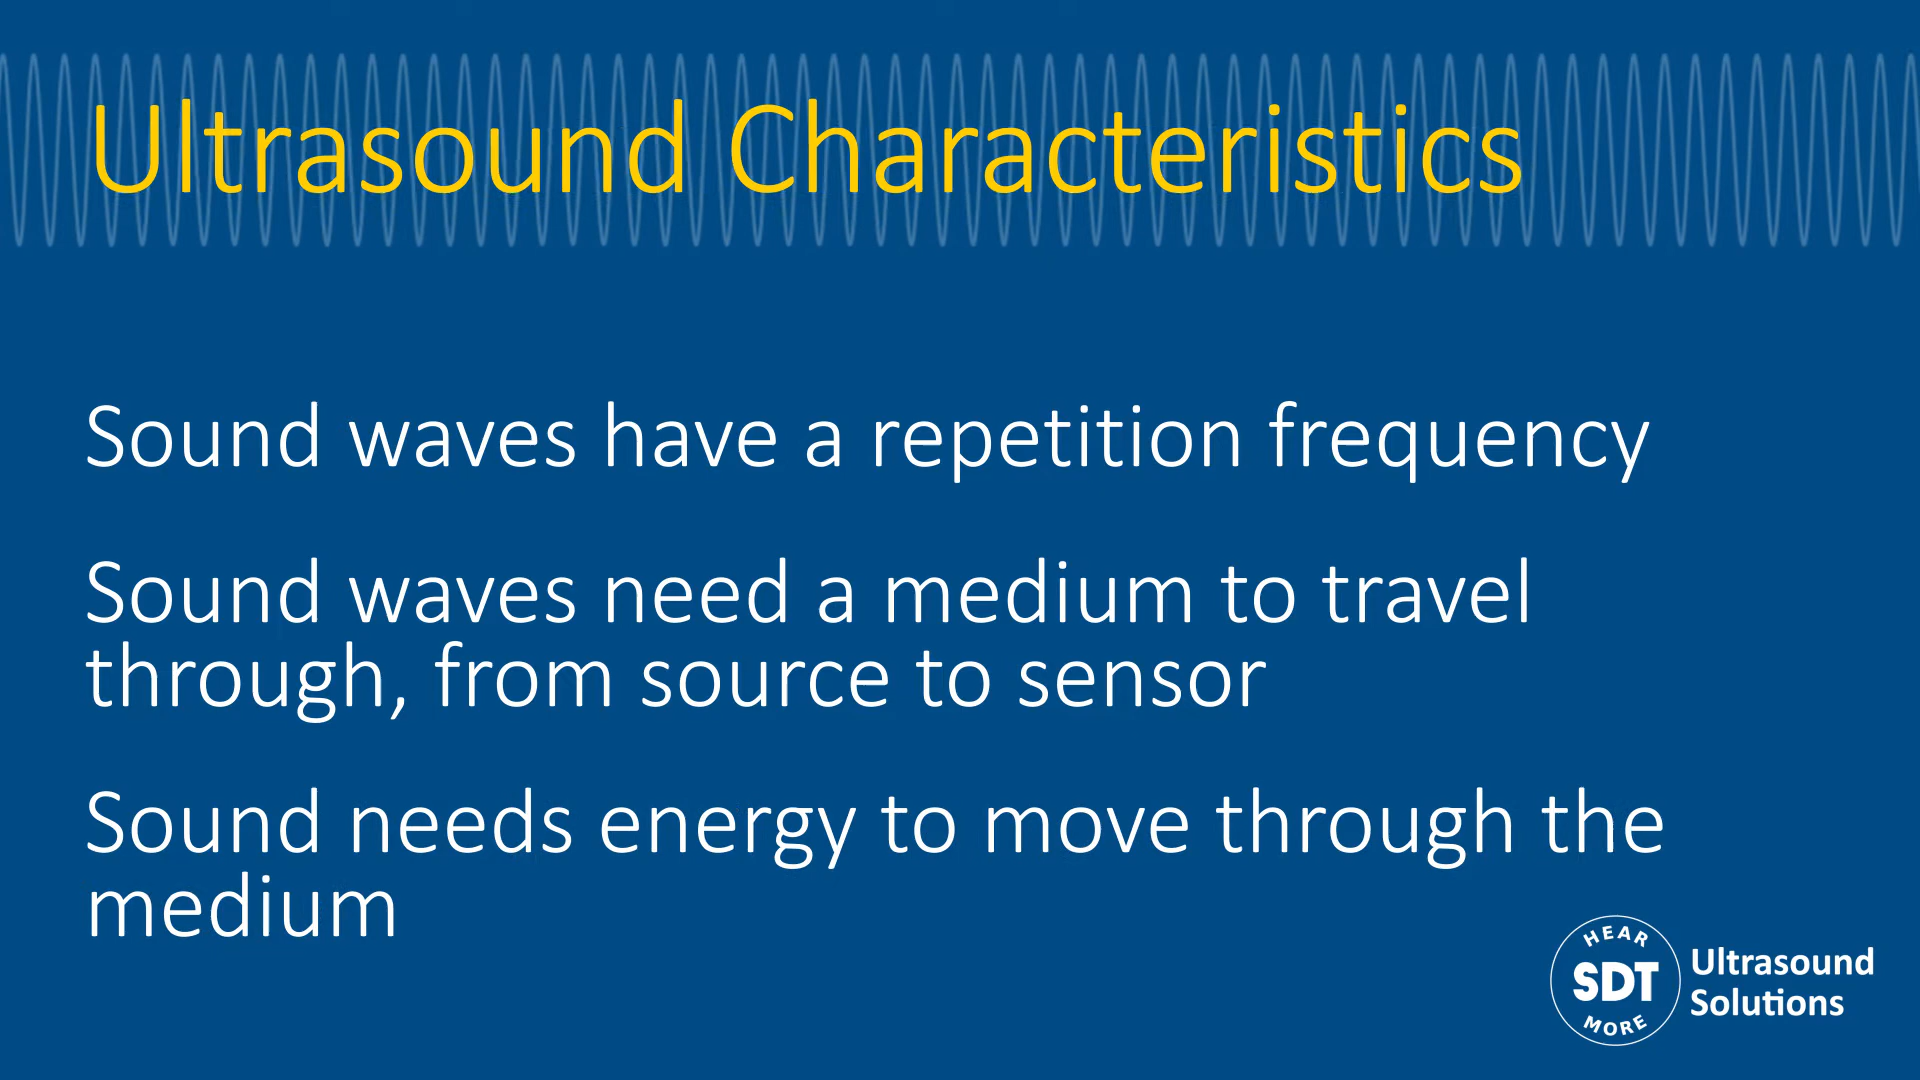 Ultrasound Characteristics
Sound waves have a repetition frequency
Sound waves need a medium to travel
through, from source to sensor
Sound needs energy to move through the
medium
HEAR
SDT
MORE
Ultrasound
Solutions